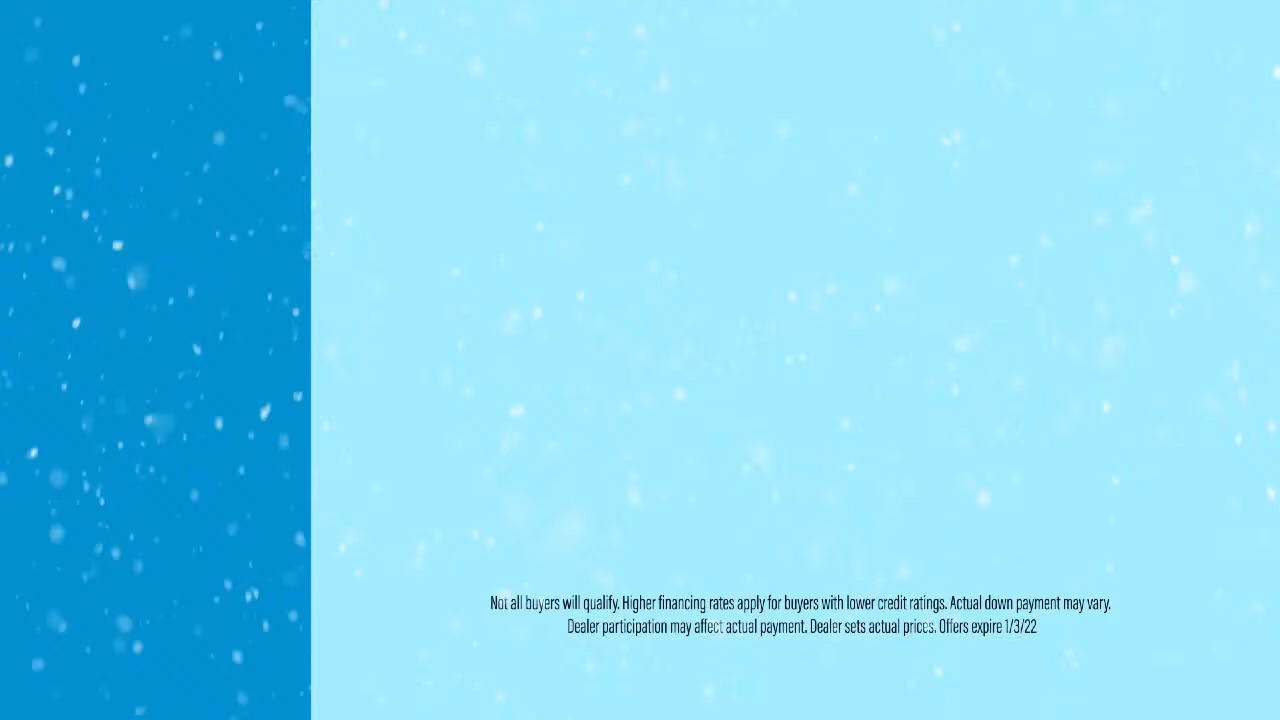 Not all buyers will qualify. Higher financing rates apply for buyers with lower credit ratings. Actual down payment may vary.
Dealer participation may affect actual payment. Dealer sets actual prices. Offers expire 1/3/22